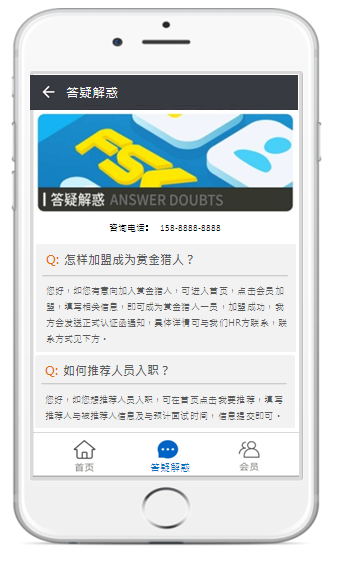 答疑解惑
FSA
答疑解惑 ANSWER DOUBTS
咨询电话： 158-8888-8888
Q: 怎样加盟成为赏金猎人？
您好，如您有意向加入赏金猎人，可进入首页，点击会员加
盟，填写相关信息，即可成为赏金猎人一员，加盟成功，我
方会发送正式认证函通知，具体详情可与我们HR方联系，联
系方式见下方。
Q: 如何推荐人员入职？
您好，如您想推荐人员入职，可在首页点击我要推荐，填写
推荐人与被推荐人信息及与预计面试时间，信息提交即可。
首页 答疑解惑 会员